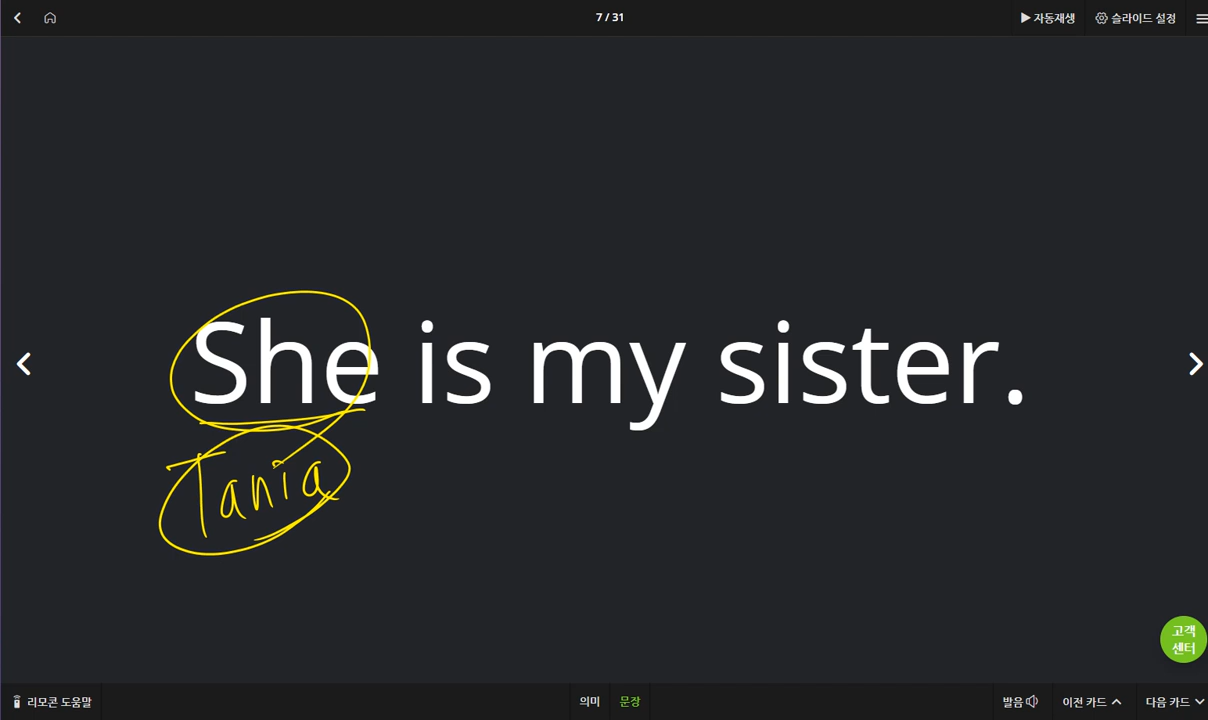 7 / 31
자동재생
슬라이드 설정
She is my sister.
Tania
고객
센터
리모콘 도움말
의미
문장
발음
이전 카드
다음 카드